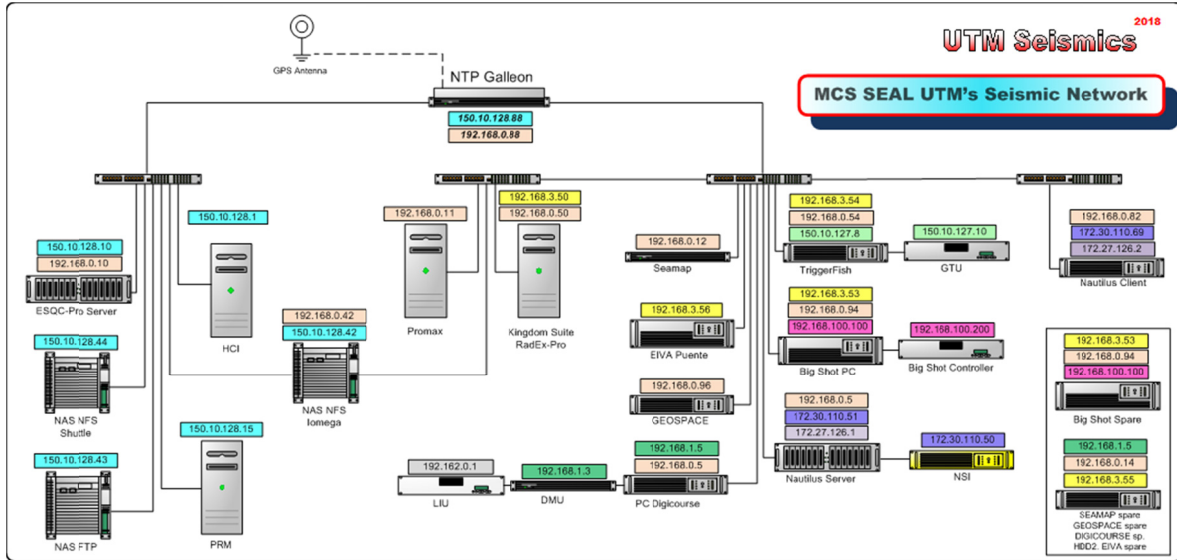 2018
UTM Seismics
MCS SEAL UTM's Seismic Network
GPS Antenna
NTP Galleon
150.10.128.88
192.168.0.88
150.10.128.1
HCI
150.10.128.10
192.168.0.10
ESQC-Pro Server
150.10.128.44
NAS NFS
Shuttle
150.10.128.43
NAS FTP
150.10.128.15
PRM
192.168.0.42
150.10.128.42
NAS NFS
Iomega
192.168.0.11
Promax
192.168.3.50
192.168.0.50
Kingdom Suite
RadEx-Pro
192.168.0.12
Seamap
192.168.3.56
EIVA Puente
192.168.0.96
GEOSPACE
192.168.1.5
192.168.0.5
PC Digicourse
192.168.1.3
DMU
192.162.0.1
LIU
192.168.3.54
192.168.0.54
150.10.127.8
TriggerFish
150.10.127.10
GTU
192.168.3.53
192.168.0.94
192.168.100.100
Big Shot PC
192.168.100.200
Big Shot Controller
192.168.0.5
172.30.110.51
172.27.126.1
Nautilus Server
172.30.110.50
NSI
192.168.0.82
172.30.110.69
172.27.126.2
Nautilus Client
192.168.3.53
192.168.0.94
192.168.100.100
Big Shot Spare
192.168.1.5
192.168.0.14
192.168.3.55
SEAMAP spare
GEOSPACE spare
DIGICOURSE sp.
HDD2. EIVA spare